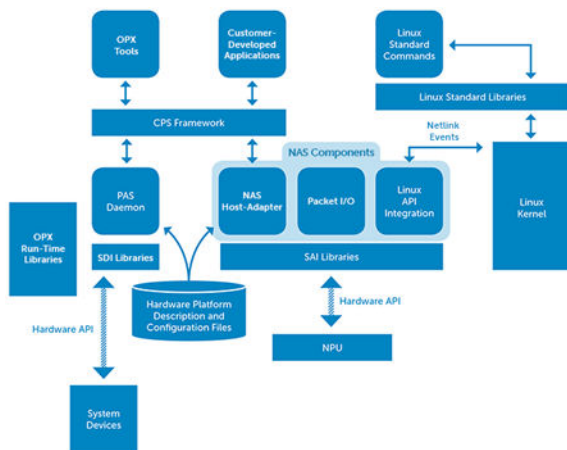 OPX
Tools
Customer-
Developed
Applications
Linux
Standard
Commands
CPS Framework
Linux Standard Libraries
Netlink
Events
NAS Components
PAS
Daemon
NAS
Host-Adapter
Packet I/O
Linux
API
Integration
Linux
Kernel
OPX
Run-Time
Libraries
SDI Libraries
SAI Libraries
Hardware Platform
Description and
Configuration Files
Hardware API
Hardware API
NPU
System
Devices